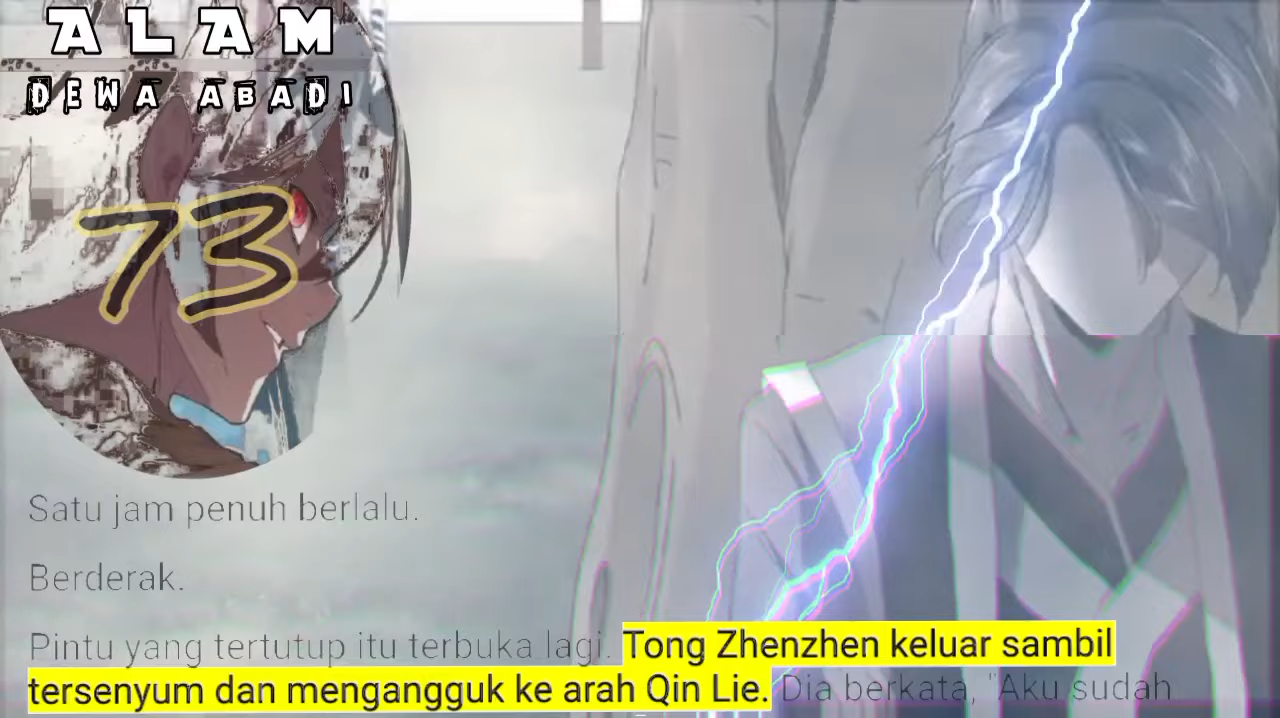 ALAM
DEWA ABADI
73
Satu jam penuh berlalu.
Berderak.
Pintu yang tertutup itu terbuka lagi. Tong Zhenzhen keluar sambil
tersenyum dan mengangguk ke arah Qin Lie. Dia berkata, "Aku sudah